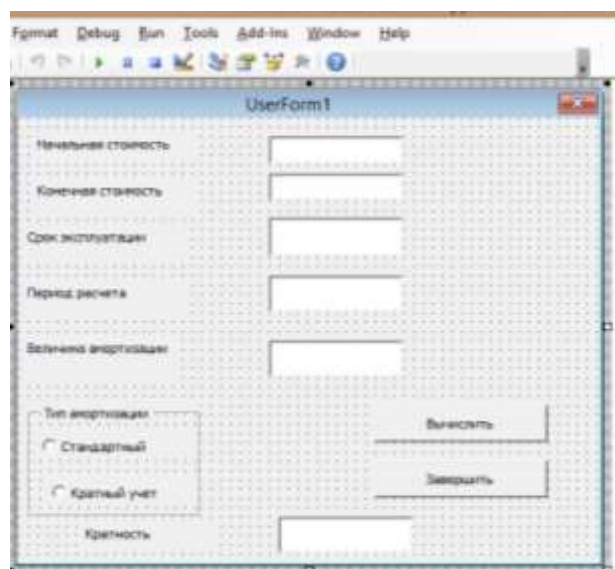 Format Debug Run Tools Add-Ins Window Help
UserForm1
Начальная стоимость
Конечная стоимость
Срок эксплуатации
Период расчета
Величина амортизации
Тип амортизации
Стандартный
Кратный учет
Вычислить
Завершить
Кратность